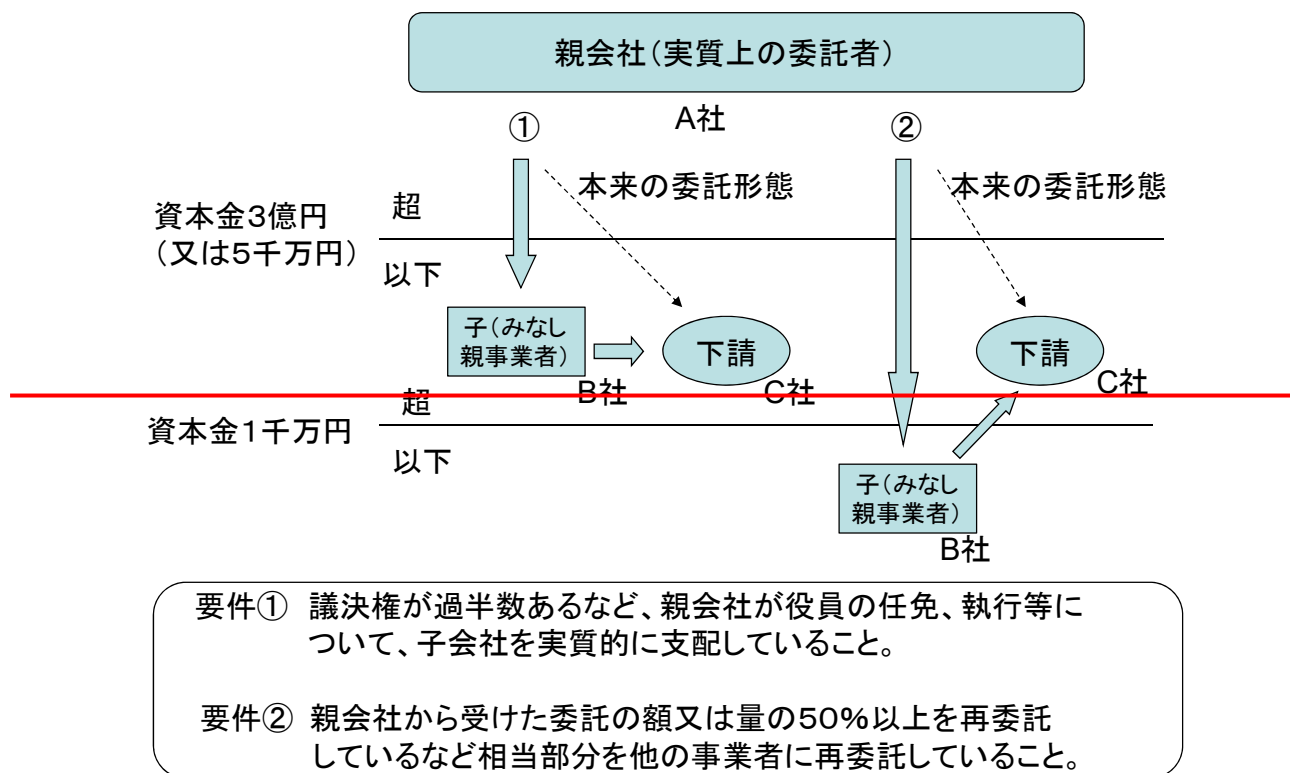 親会社（実質上の委託者）
A社
①
②
本来の委託形態
本来の委託形態
資本金３億円
（又は５千万円）
超
以下
子（みなし
親事業者）
B社
下請
C社
下請
C社
超
資本金１千万円
以下
子（みなし
親事業者）
B社
要件① 議決権が過半数あるなど、親会社が役員の任免、執行等に
ついて、子会社を実質的に支配していること。
要件② 親会社から受けた委託の額又は量の５０％以上を再委託
しているなど相当部分を他の事業者に再委託していること。